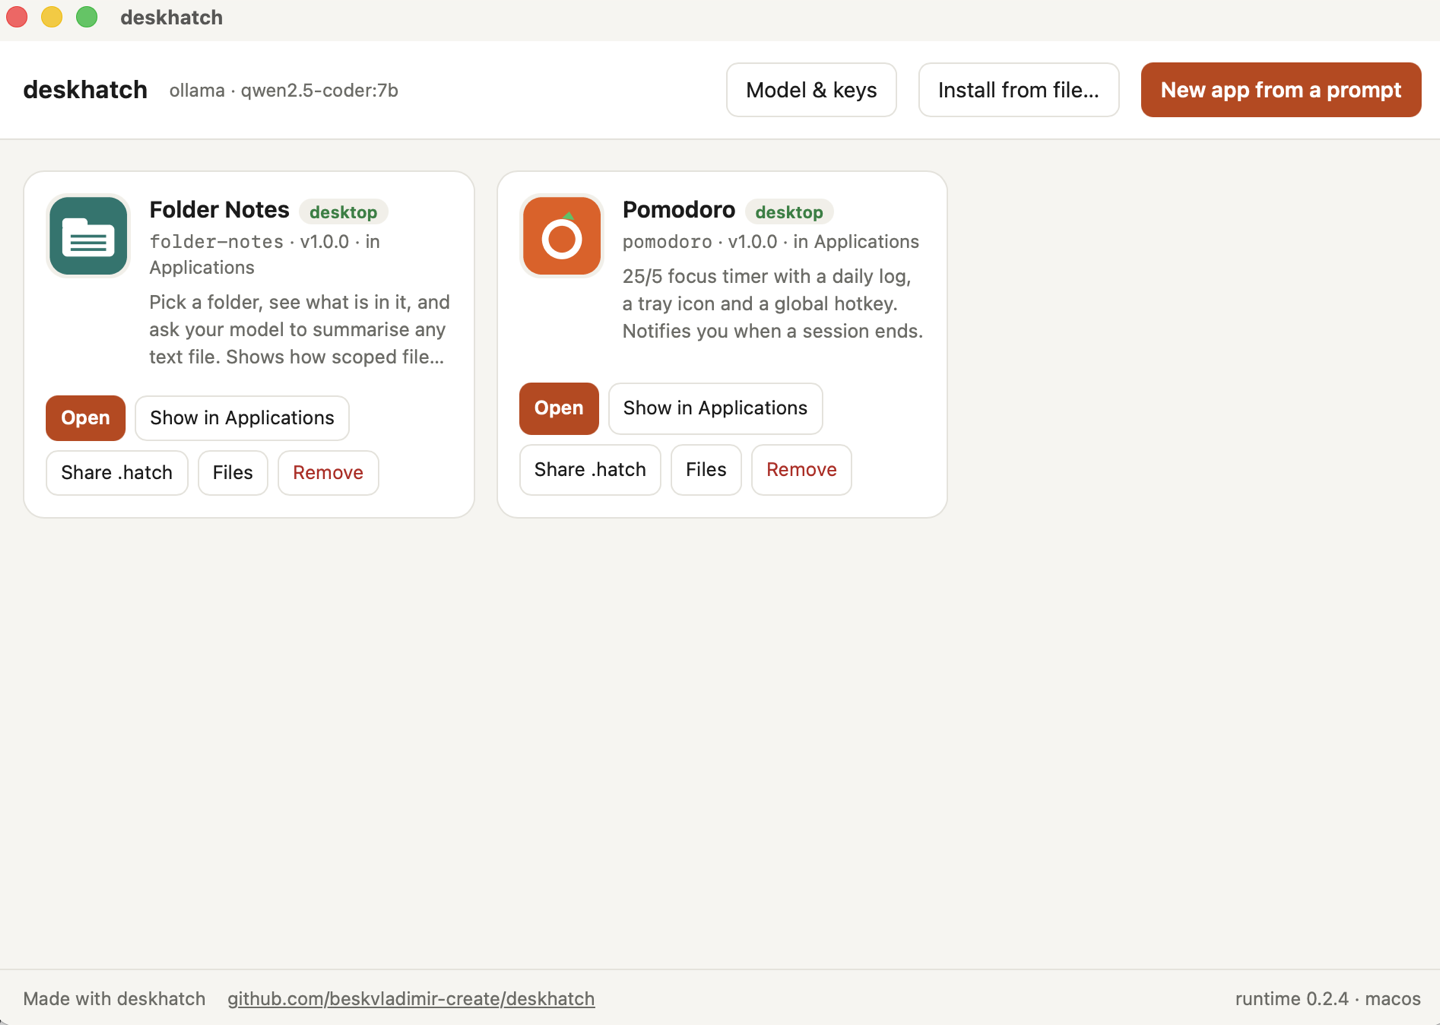 deskhatch
deskhatch
ollama · qwen2.5-coder:7b
Model & keys
Install from file...
New app from a prompt
Folder Notes
desktop
folder-notes · v1.0.0 · in
Applications
Pick a folder, see what is in it, and
ask your model to summarise any
text file. Shows how scoped file...
Open
Show in Applications
Share .hatch
Files
Remove
Pomodoro
desktop
pomodoro · v1.0.0 · in Applications
25/5 focus timer with a daily log,
a tray icon and a global hotkey.
Notifies you when a session ends.
Open
Show in Applications
Share .hatch
Files
Remove
Made with deskhatch
github.com/beskvladimir-create/deskhatch
runtime 0.2.4 · macos